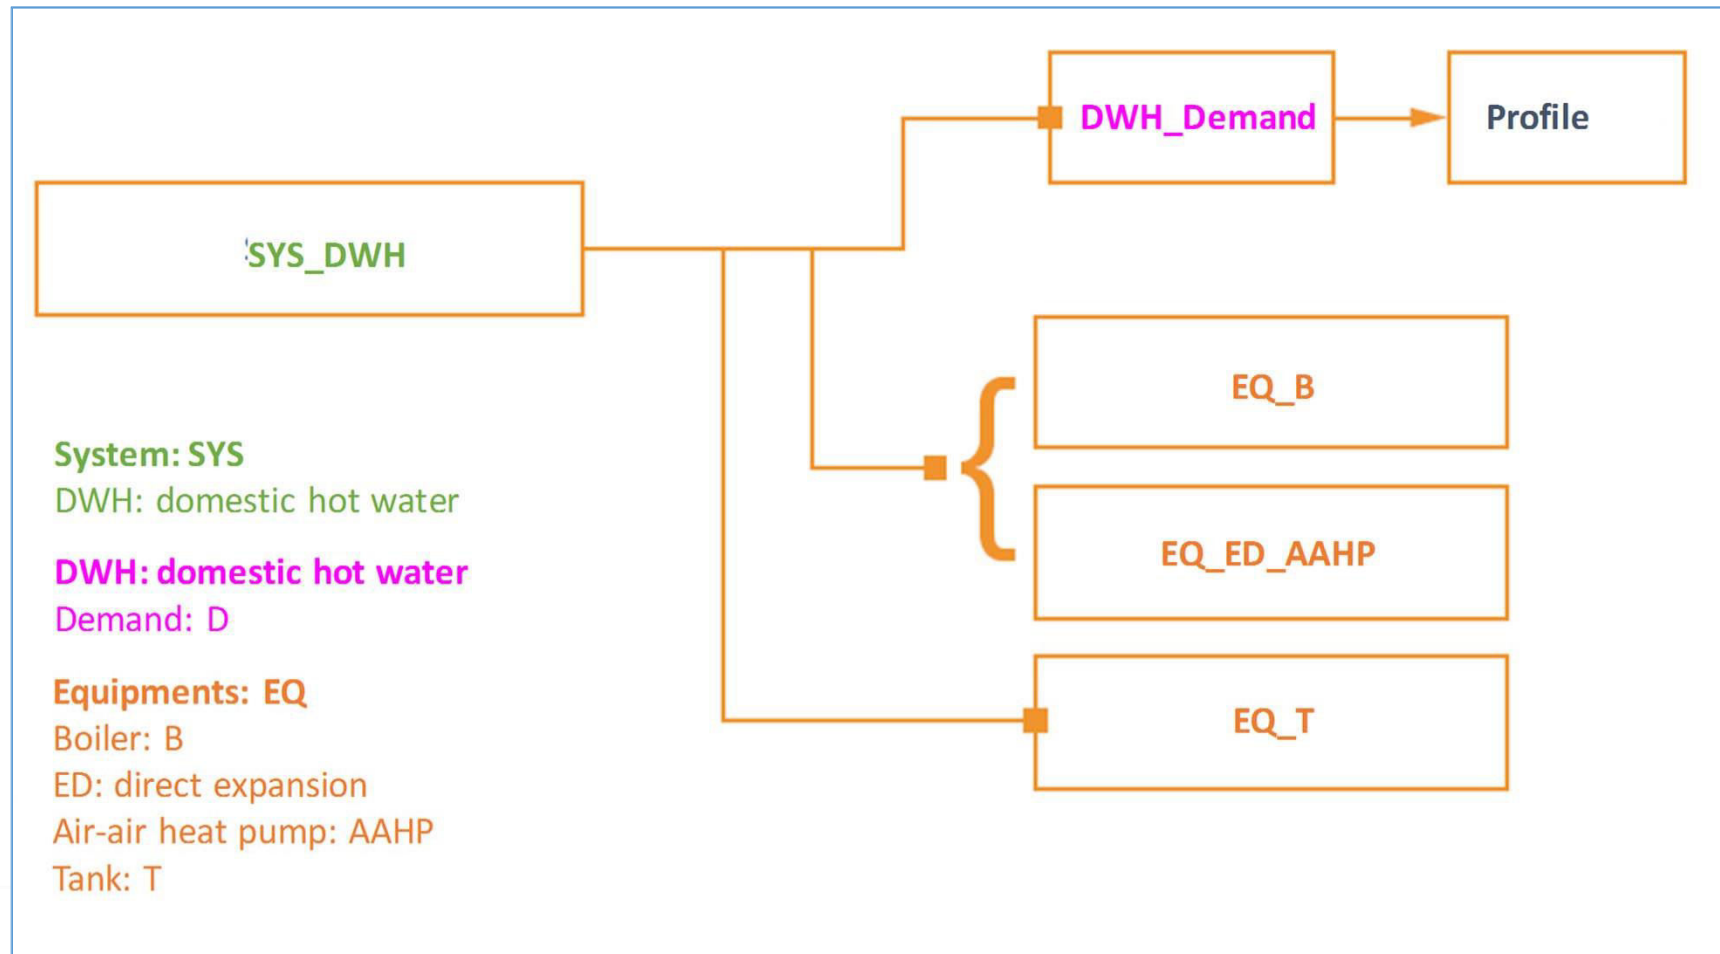 DWH_Demand
Profile
SYS_DWH
EQ_B
EQ_ED_AAHP
EQ_T
System: SYS
DWH: domestic hot water
DWH: domestic hot water
Demand: D
Equipments: EQ
Boiler: B
ED: direct expansion
Air-air heat pump: AAHP
Tank: T